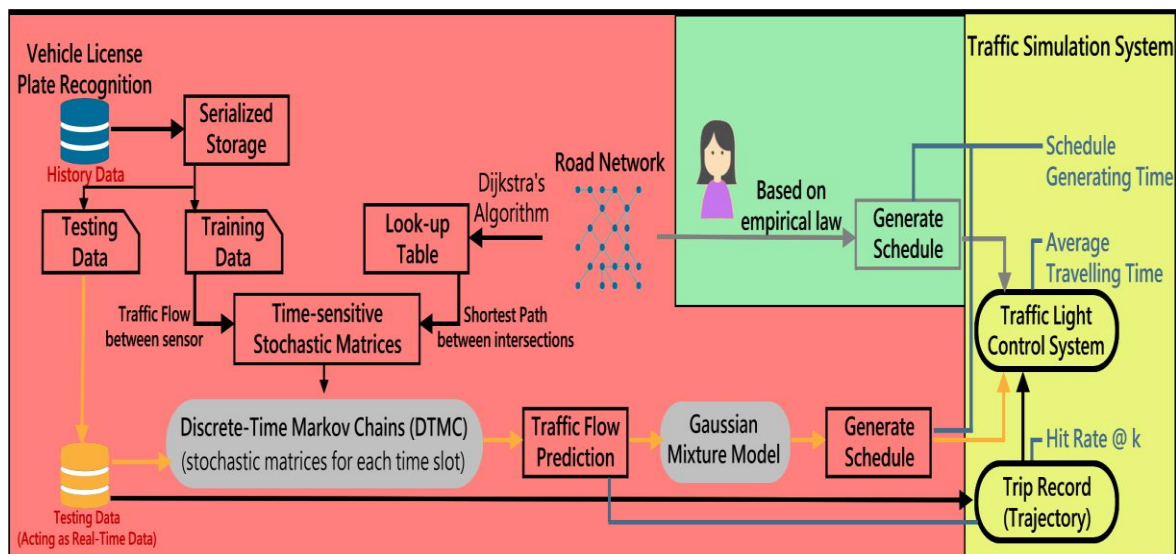 Vehicle License
Plate Recognition
History Data
Serialized
Storage
Testing
Data
Training
Data
Traffic Flow
between sensor
Time-sensitive
Stochastic Matrices
Look-up
Table
Dijkstra's
Algorithm
Shortest Path
between intersections
Road Network
Based on
empirical law
Generate
Schedule
Traffic Simulation System
Schedule
Generating Time
Average
Travelling Time
Traffic Light
Control System
Discrete-Time Markov Chains (DTMC)
(stochastic matrices for each time slot)
Traffic Flow
Prediction
Gaussian
Mixture Model
Generate
Schedule
Hit Rate @ k
Trip Record
(Trajectory)
Testing Data
(Acting as Real-Time Data)